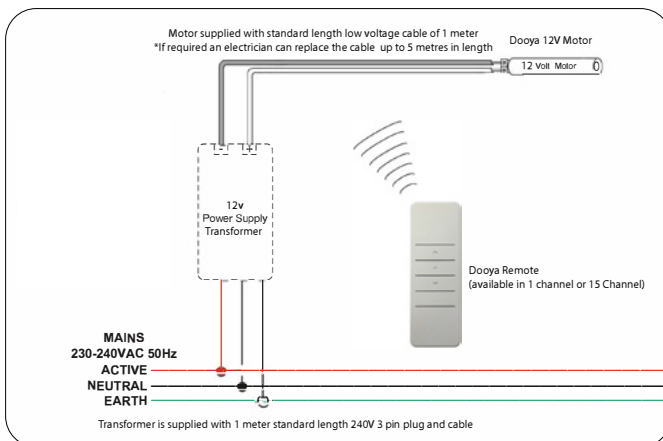 Motor supplied with standard length low voltage cable of 1 meter
*If required an electrician can replace the cable up to 5 metres in length
Dooya 12V Motor
12 Volt Motor
12v
Power Supply
Transformer
Dooya Remote
(available in 1 channel or 15 Channel)
MAINS
230-240VAC 50Hz
ACTIVE
NEUTRAL
EARTH
Transformer is supplied with 1 meter standard length 240V 3 pin plug and cable